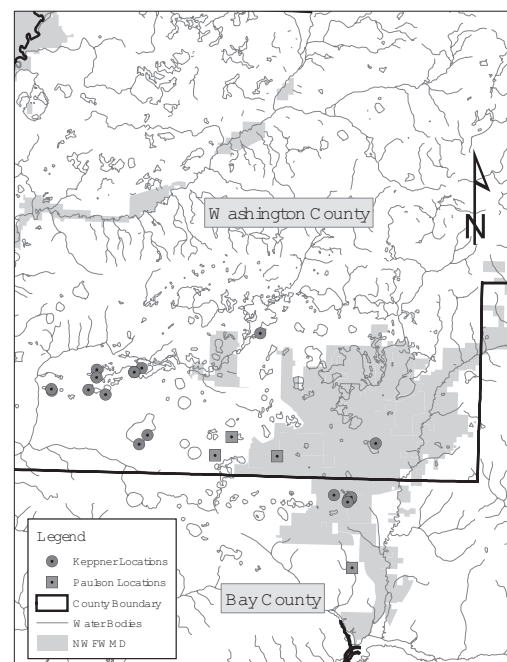 Washington County
N
Legend
Keppner Locations
Paulson Locations
County Boundary
Water Bodies
NWFWMD
Bay County